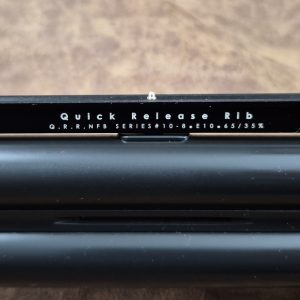 Quick Release Rib
Q.R.R,NFB SERIES#10-8.E10.65/35%